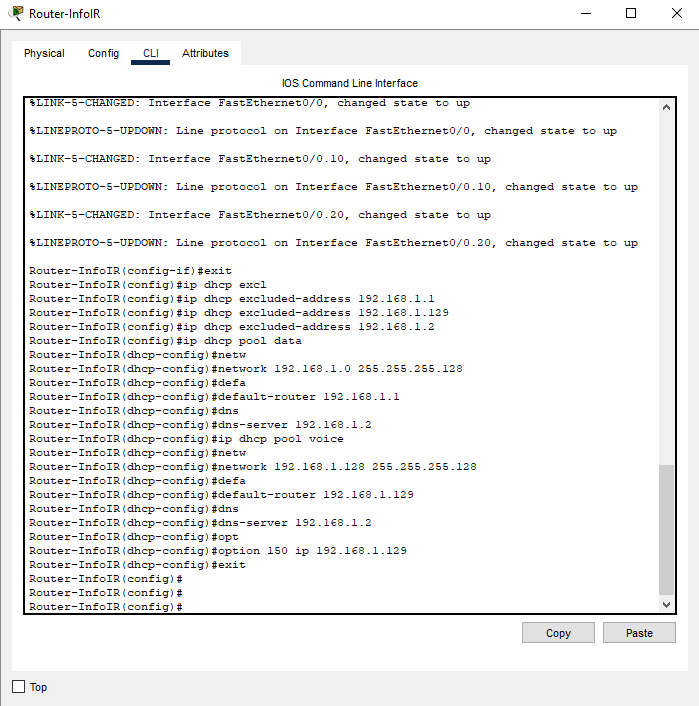 Router-InfoIR
Physical Config CLI Attributes
IOS Command Line Interface
%LINK-5-CHANGED: Interface FastEthernet0/0, changed state to up
%LINEPROTO-5-UPDOWN: Line protocol on Interface FastEthernet0/0, changed state to up
%LINK-5-CHANGED: Interface FastEthernet0/0.10, changed state to up
%LINEPROTO-5-UPDOWN: Line protocol on Interface FastEthernet0/0.10, changed state to up
%LINK-5-CHANGED: Interface FastEthernet0/0.20, changed state to up
%LINEPROTO-5-UPDOWN: Line protocol on Interface FastEthernet0/0.20, changed state to up
Router-InfoIR(config-if)#exit
Router-InfoIR(config)#ip dhcp excl
Router-InfoIR(config)#ip dhcp excluded-address 192.168.1.1
Router-InfoIR(config)#ip dhcp excluded-address 192.168.1.129
Router-InfoIR(config)#ip dhcp excluded-address 192.168.1.2
Router-InfoIR(config)#ip dhcp pool data
Router-InfoIR(dhcp-config)#netw
Router-InfoIR(dhcp-config)#network 192.168.1.0 255.255.255.128
Router-InfoIR(dhcp-config)#defa
Router-InfoIR(dhcp-config)#default-router 192.168.1.1
Router-InfoIR(dhcp-config)#dns
Router-InfoIR(dhcp-config)#dns-server 192.168.1.2
Router-InfoIR(dhcp-config)#ip dhcp pool voice
Router-InfoIR(dhcp-config)#netw
Router-InfoIR(dhcp-config)#network 192.168.1.128 255.255.255.128
Router-InfoIR(dhcp-config)#defa
Router-InfoIR(dhcp-config)#default-router 192.168.1.129
Router-InfoIR(dhcp-config)#dns
Router-InfoIR(dhcp-config)#dns-server 192.168.1.2
Router-InfoIR(dhcp-config)#opt
Router-InfoIR(dhcp-config)#option 150 ip 192.168.1.129
Router-InfoIR(dhcp-config)#exit
Router-InfoIR(config)#
Router-InfoIR(config)#
Router-InfoIR(config)#
Copy Paste
Top